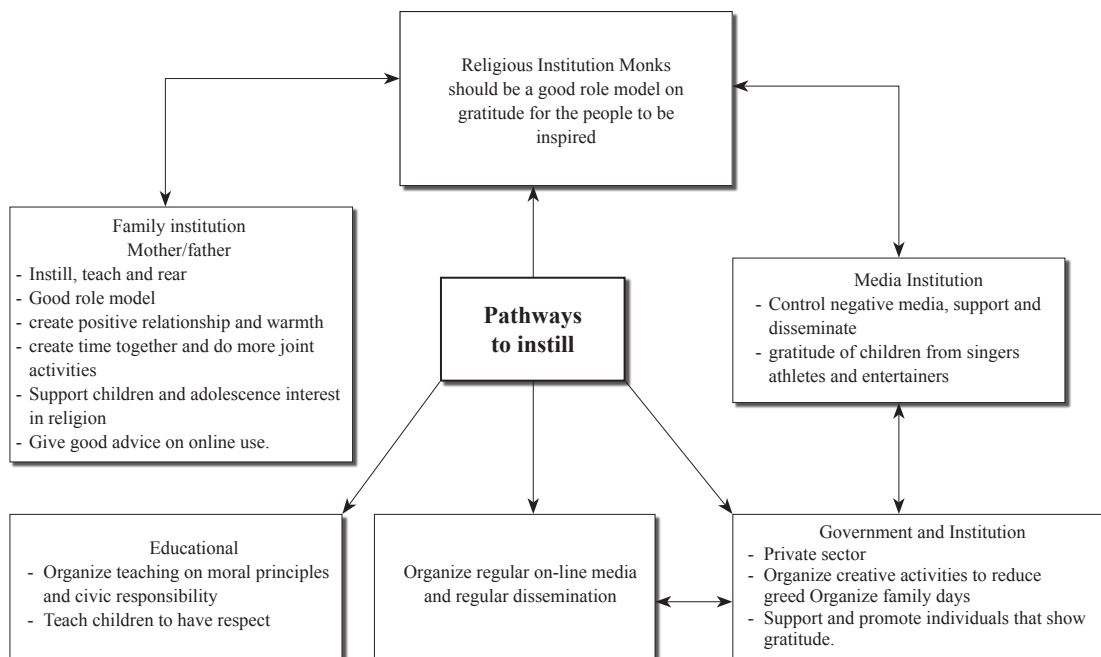 Religious Institution Monks
should be a good role model on
gratitude for the people to be
inspired
Family institution
Mother/father
- Instill, teach and rear
- Good role model
- create positive relationship and warmth
- create time together and do more joint
activities
- Support children and adolescence interest
in religion
- Give good advice on online use.
Pathways
to instill
Media Institution
- Control negative media, support and
disseminate
- gratitude of children from singers
athletes and entertainers
Educational
- Organize teaching on moral principles
and civic responsibility
- Teach children to have respect
Organize regular on-line media
and regular dissemination
Government and Institution
- Private sector
- Organize creative activities to reduce
greed Organize family days
- Support and promote individuals that show
gratitude.